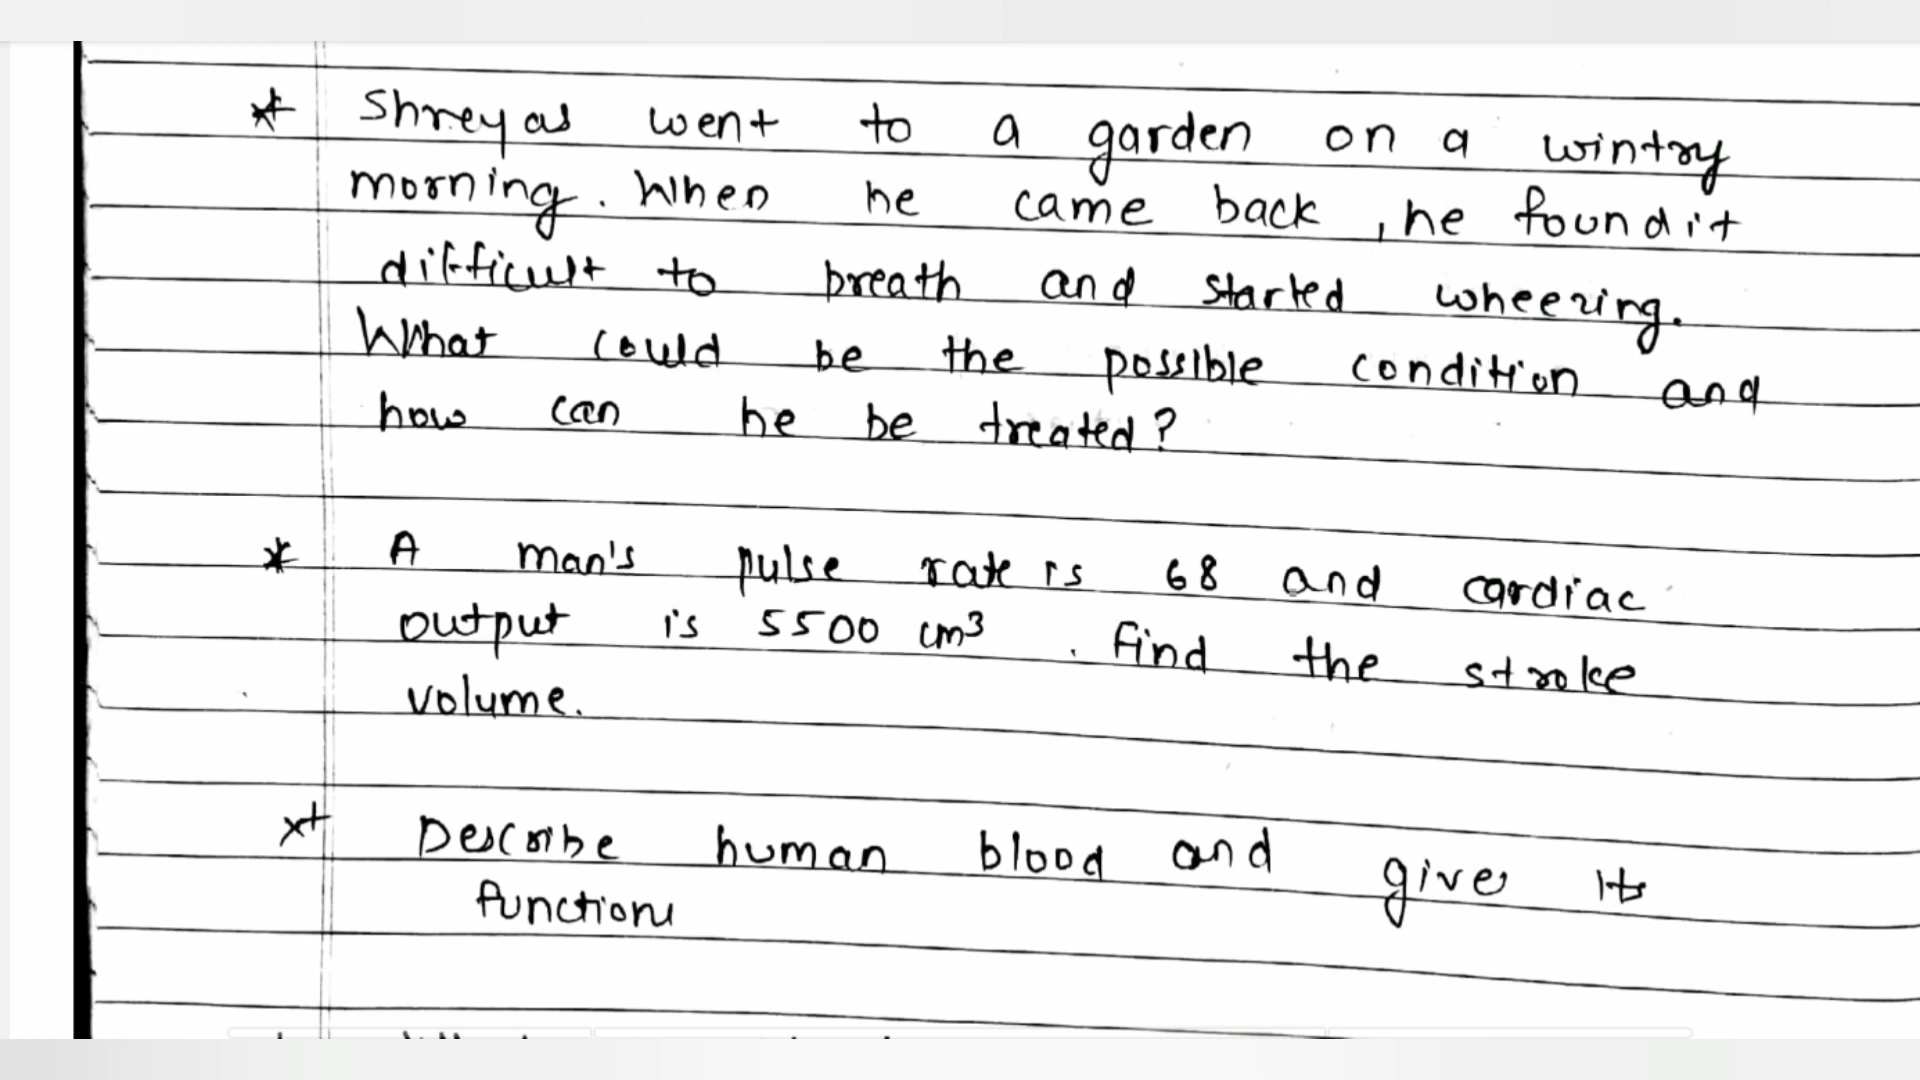 * Shreyas went to a garden on a wintry
morning. When he came back, he found it
difficult to breath and started wheezing.
What could be the possible condition and
how can he be treated?
* A man's pulse rate is 68 and cardiac
output is 5500 cm³. Find the stroke
volume.
* Describe human blood and give its
functions